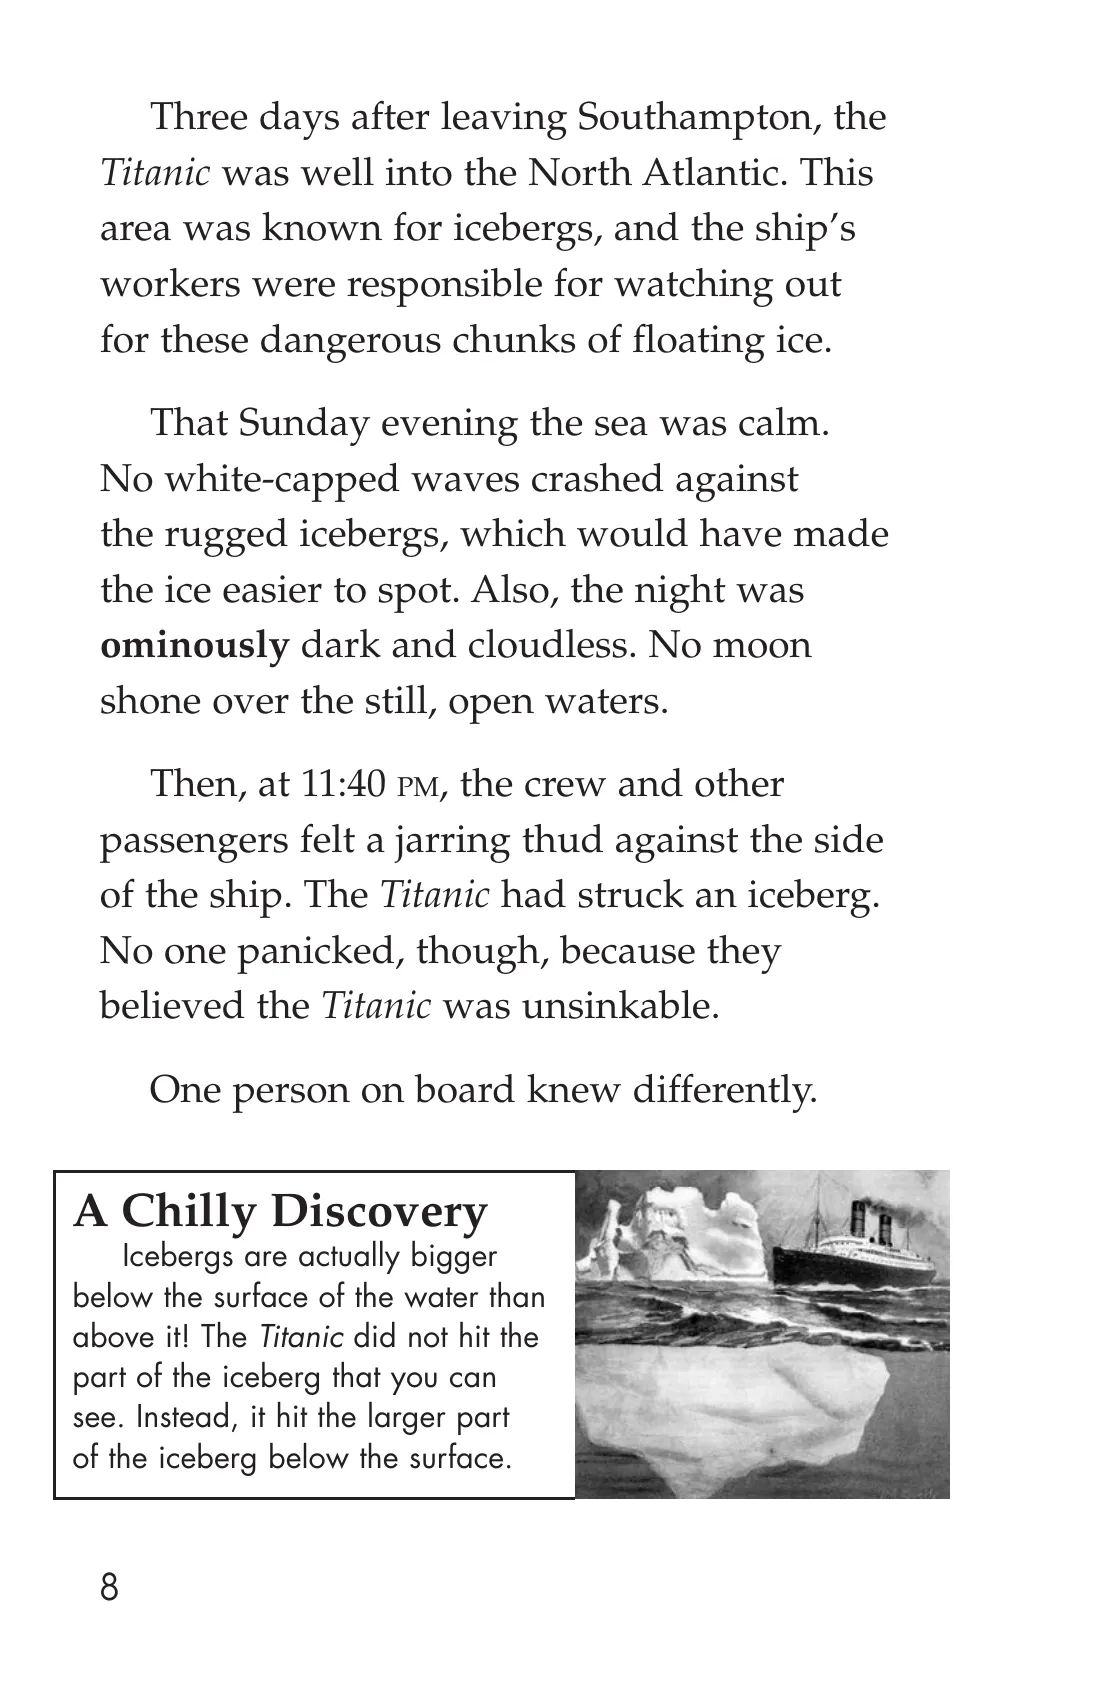 Three days after leaving Southampton, the
Titanic was well into the North Atlantic. This
area was known for icebergs, and the ship’s
workers were responsible for watching out
for these dangerous chunks of floating ice.
That Sunday evening the sea was calm.
No white-capped waves crashed against
the rugged icebergs, which would have made
the ice easier to spot. Also, the night was
ominously dark and cloudless. No moon
shone over the still, open waters.
Then, at 11:40 PM, the crew and other
passengers felt a jarring thud against the side
of the ship. The Titanic had struck an iceberg.
No one panicked, though, because they
believed the Titanic was unsinkable.
One person on board knew differently.
A Chilly Discovery
Icebergs are actually bigger
below the surface of the water than
above it! The Titanic did not hit the
part of the iceberg that you can
see. Instead, it hit the larger part
of the iceberg below the surface.
8